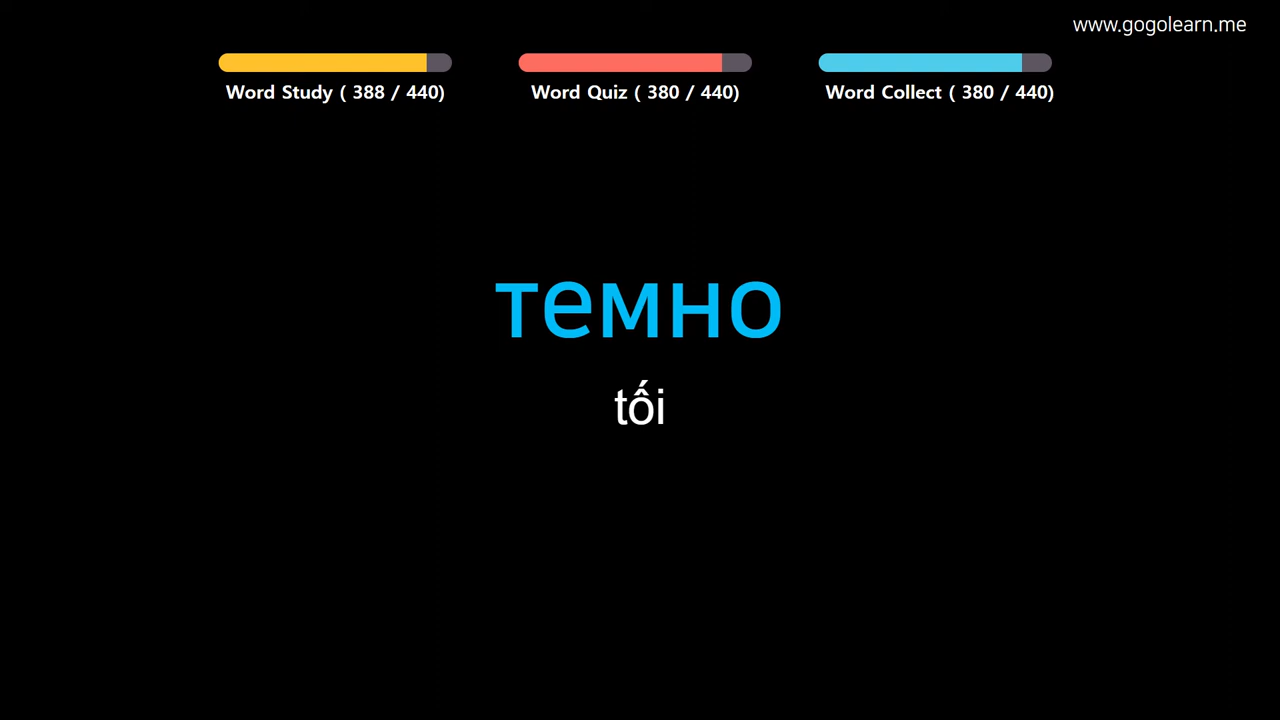 www.gogolearn.me
Word Study ( 388 / 440)
Word Quiz ( 380 / 440)
Word Collect ( 380 / 440)
темно
tối